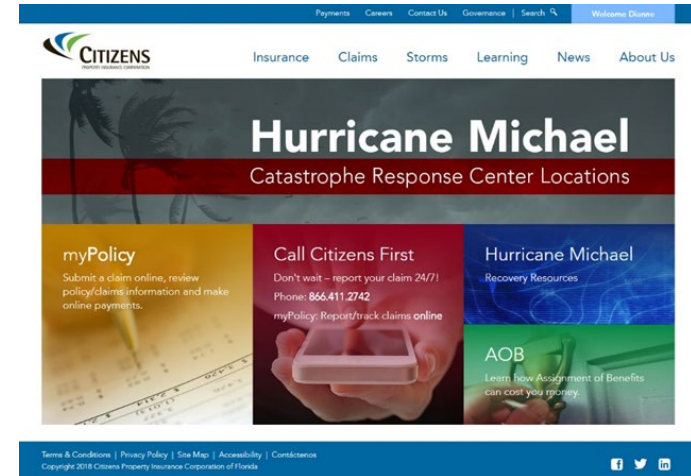 Payments Careers Contact Us Governance | Search Welcome Dianne
CITIZENS
PROPERTY INSURANCE CORPORATION
Insurance Claims Storms Learning News About Us
Hurricane Michael
Catastrophe Response Center Locations
myPolicy
Submit a claim online, review
policy/claims information and make
online payments.
Call Citizens First
Don't wait – report your claim 24/7!
Phone: 866.411.2742
myPolicy: Report/track claims online
Hurricane Michael
Recovery Resources
AOB
Learn how Assignment of Benefits
can cost you money.
Terms & Conditions | Privacy Policy | Site Map | Accessibility | Contáctenos
Copyright 2018 Citizens Property Insurance Corporation of Florida